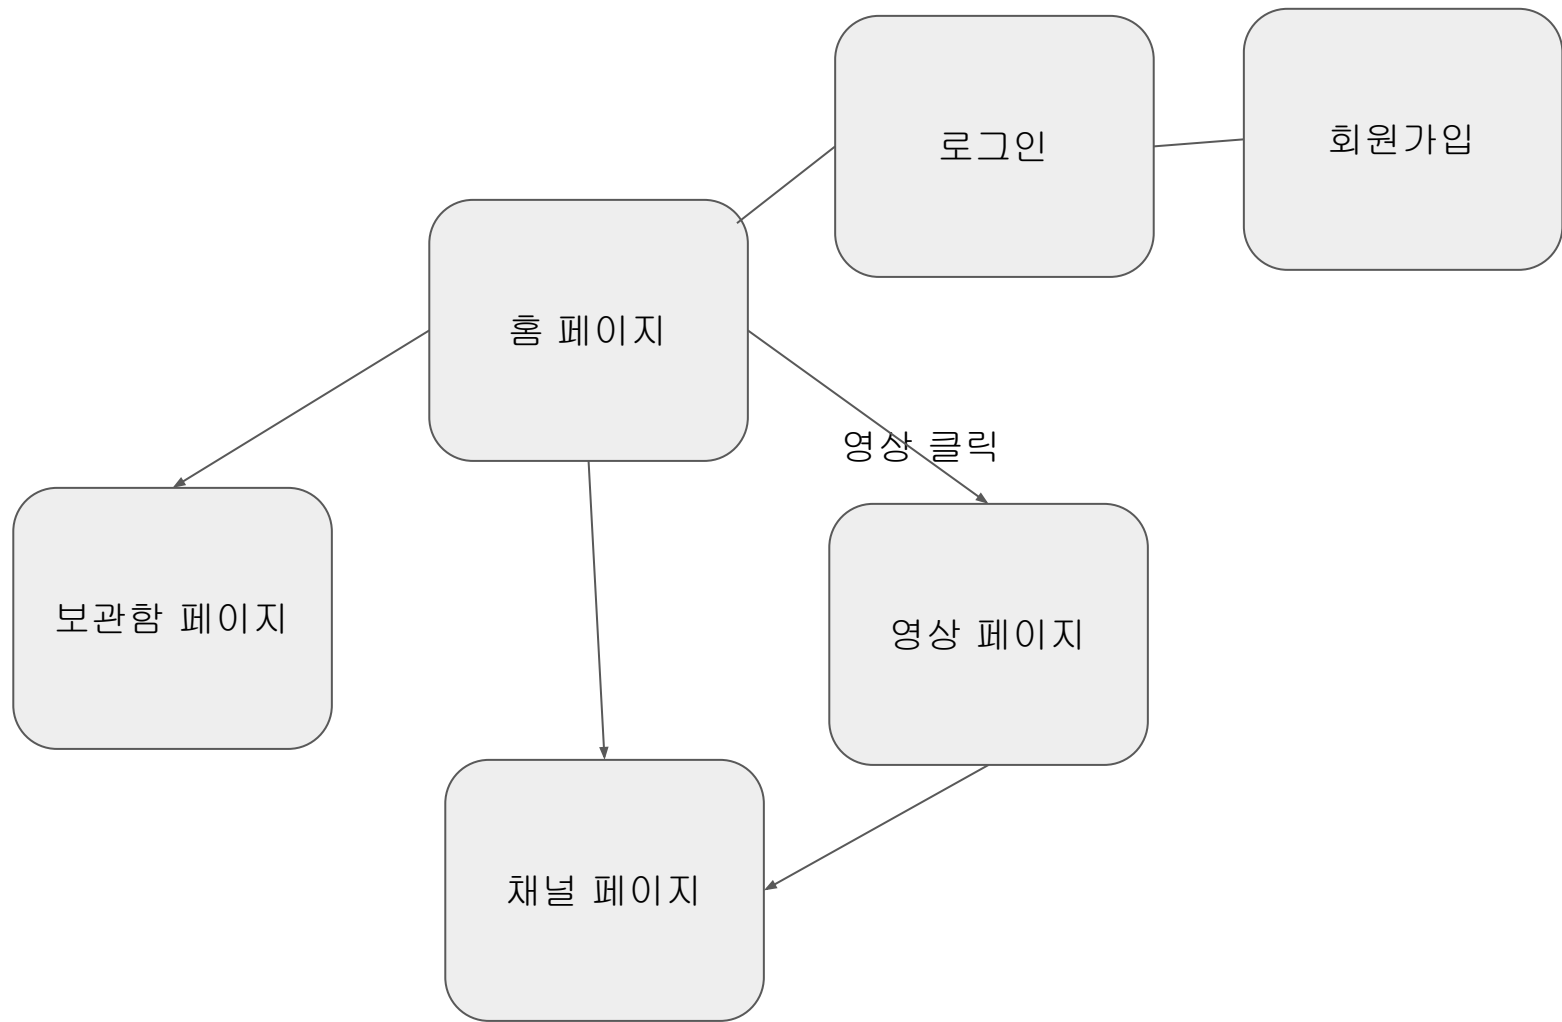 로그인
회원가입
홈 페이지
영상 클릭
보관함 페이지
영상 페이지
채널 페이지